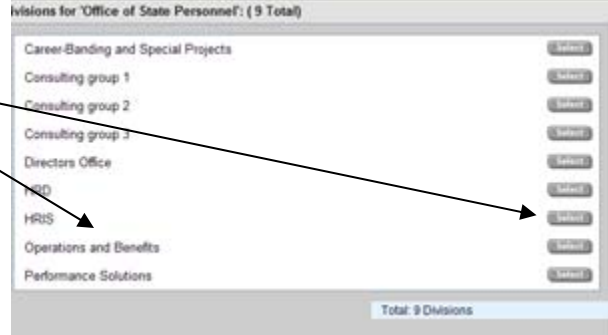 ivisions for 'Office of State Personnel': ( 9 Total)
Career-Banding and Special Projects Select
Consulting group 1 Select
Consulting group 2 Select
Consulting group 3 Select
Directors Office Select
HRD Select
HRIS Select
Operations and Benefits Select
Performance Solutions Select
Total: 9 Divisions